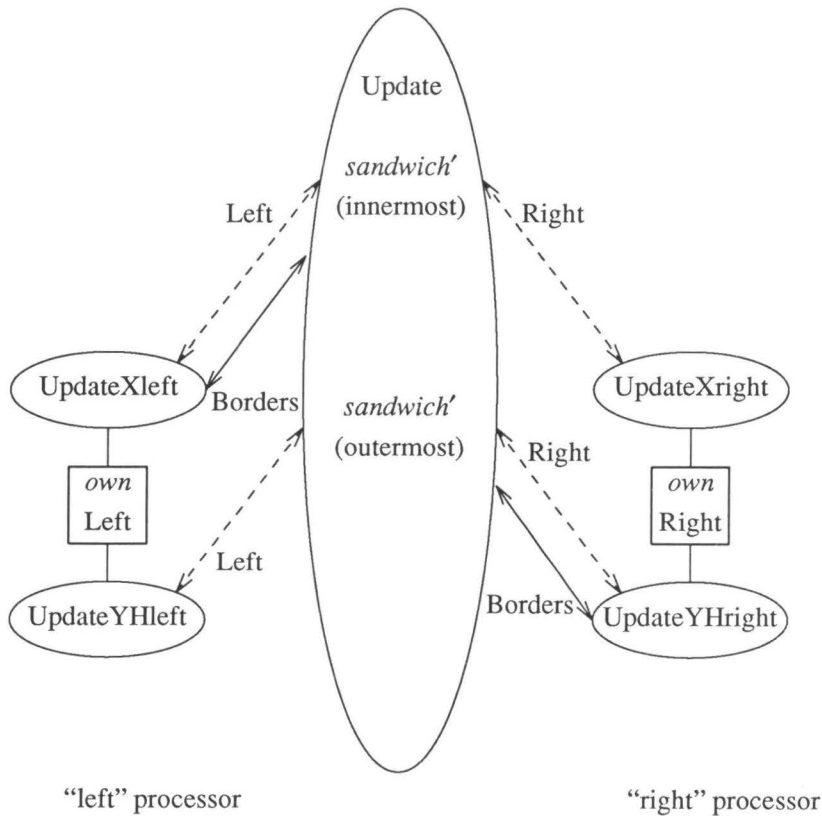 Update
sandwich′
(innermost)
Left
Right
UpdateXleft
UpdateXright
Borders
sandwich′
(outermost)
Right
own
Left
own
Right
Left
Borders
UpdateYHleft
UpdateYHright
“left” processor
“right” processor